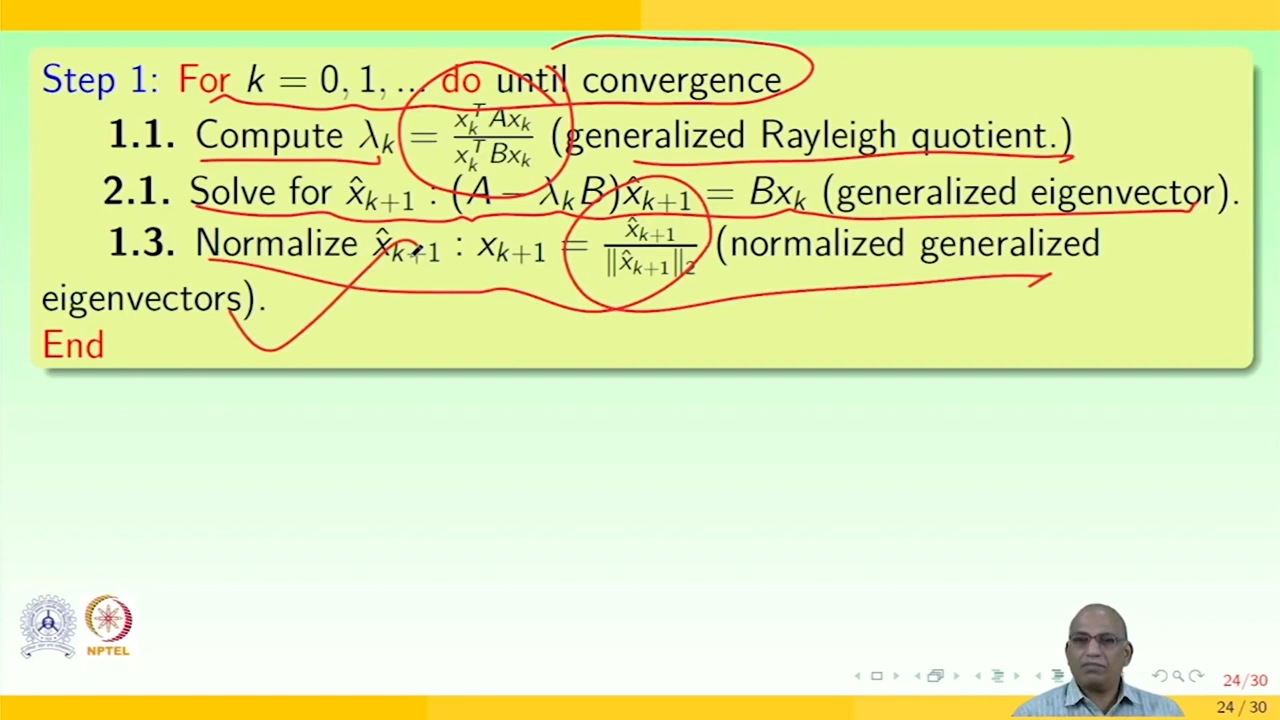 Step 1: For k = 0, 1, ... do until convergence
1.1. Compute λ_k = \frac{x_k^T A x_k}{x_k^T B x_k} (generalized Rayleigh quotient.)
2.1. Solve for x̂_{k+1} : (A − λ_k B)x̂_{k+1} = Bx_k (generalized eigenvector).
1.3. Normalize x̂_{k+1} : x_{k+1} = \frac{x̂_{k+1}}{‖x̂_{k+1}‖_2} (normalized generalized
eigenvectors).
End
NPTEL
24/30
24 / 30